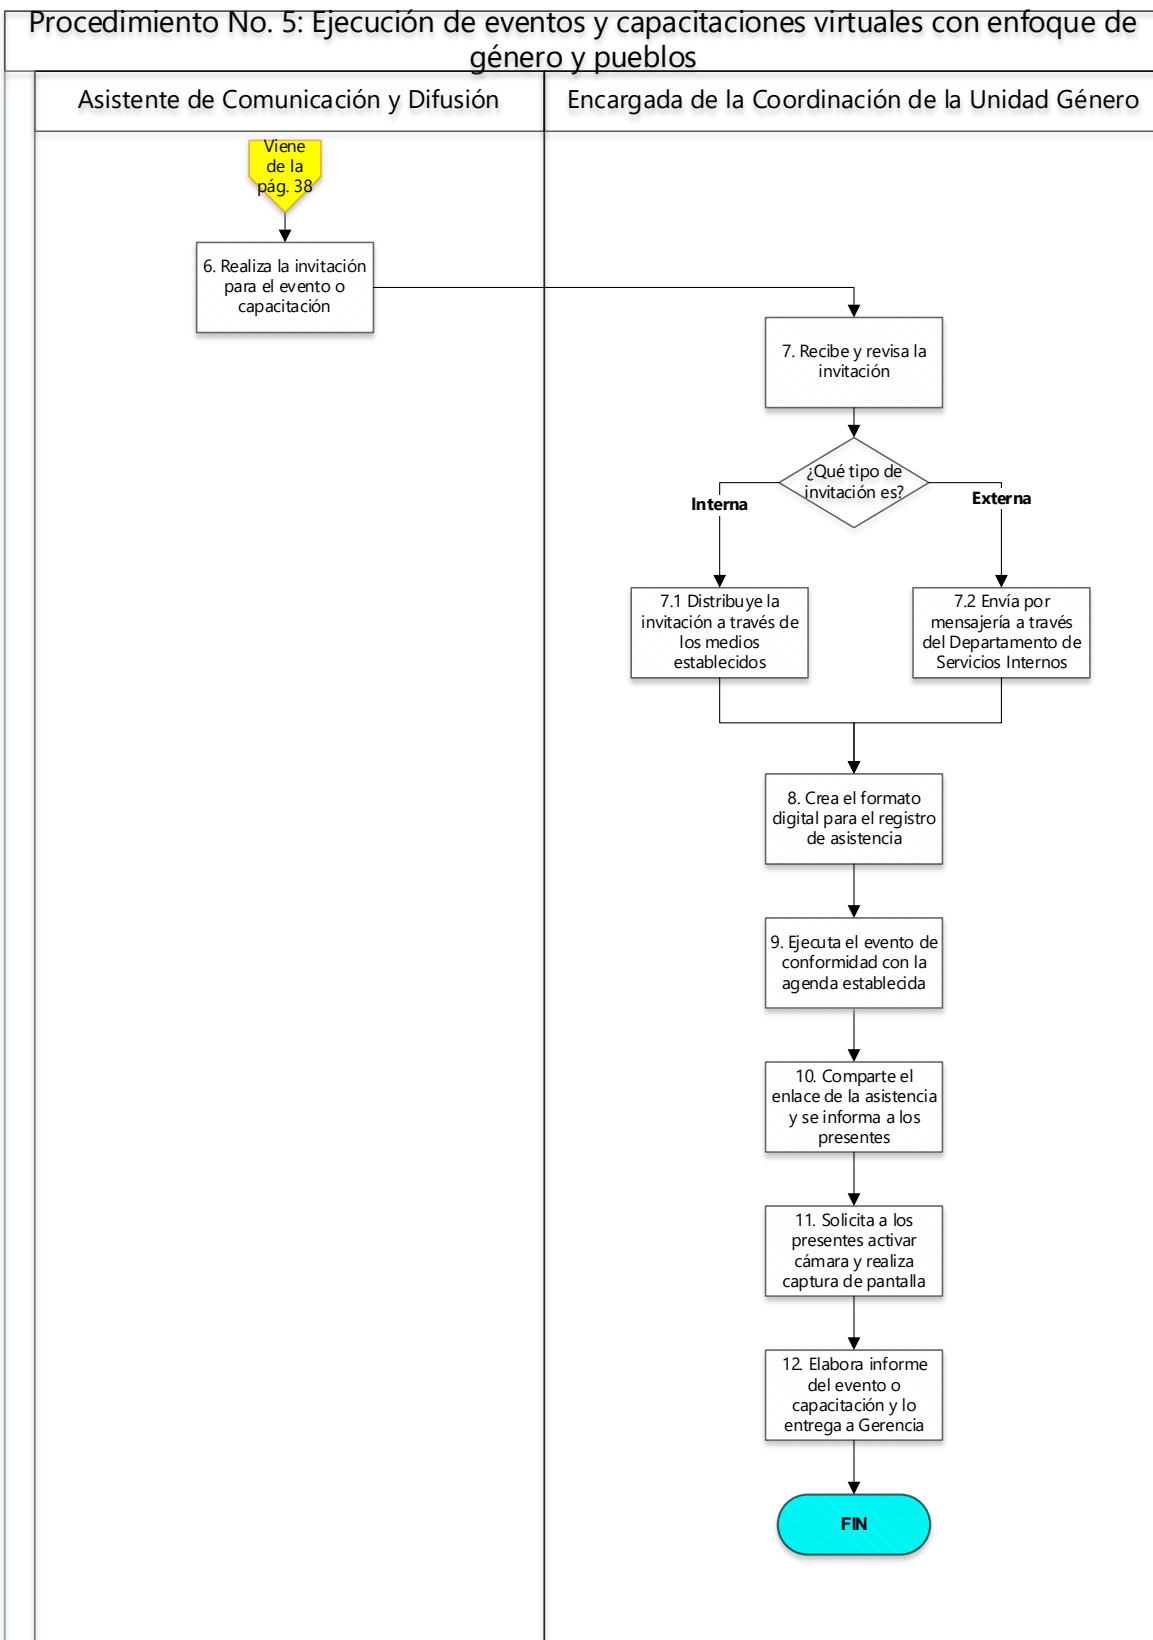 Procedimiento No. 5: Ejecución de eventos y capacitaciones virtuales con enfoque de
género y pueblos
Asistente de Comunicación y Difusión
Encargada de la Coordinación de la Unidad Género
Viene
de la
pág. 38
6. Realiza la invitación
para el evento o
capacitación
7. Recibe y revisa la
invitación
¿Qué tipo de
invitación es?
Interna
Externa
7.1 Distribuye la
invitación a través de
los medios
establecidos
7.2 Envía por
mensajería a través
del Departamento de
Servicios Internos
8. Crea el formato
digital para el registro
de asistencia
9. Ejecuta el evento de
conformidad con la
agenda establecida
10. Comparte el
enlace de la asistencia
y se informa a los
presentes
11. Solicita a los
presentes activar
cámara y realiza
captura de pantalla
12. Elabora informe
del evento o
capacitación y lo
entrega a Gerencia
FIN